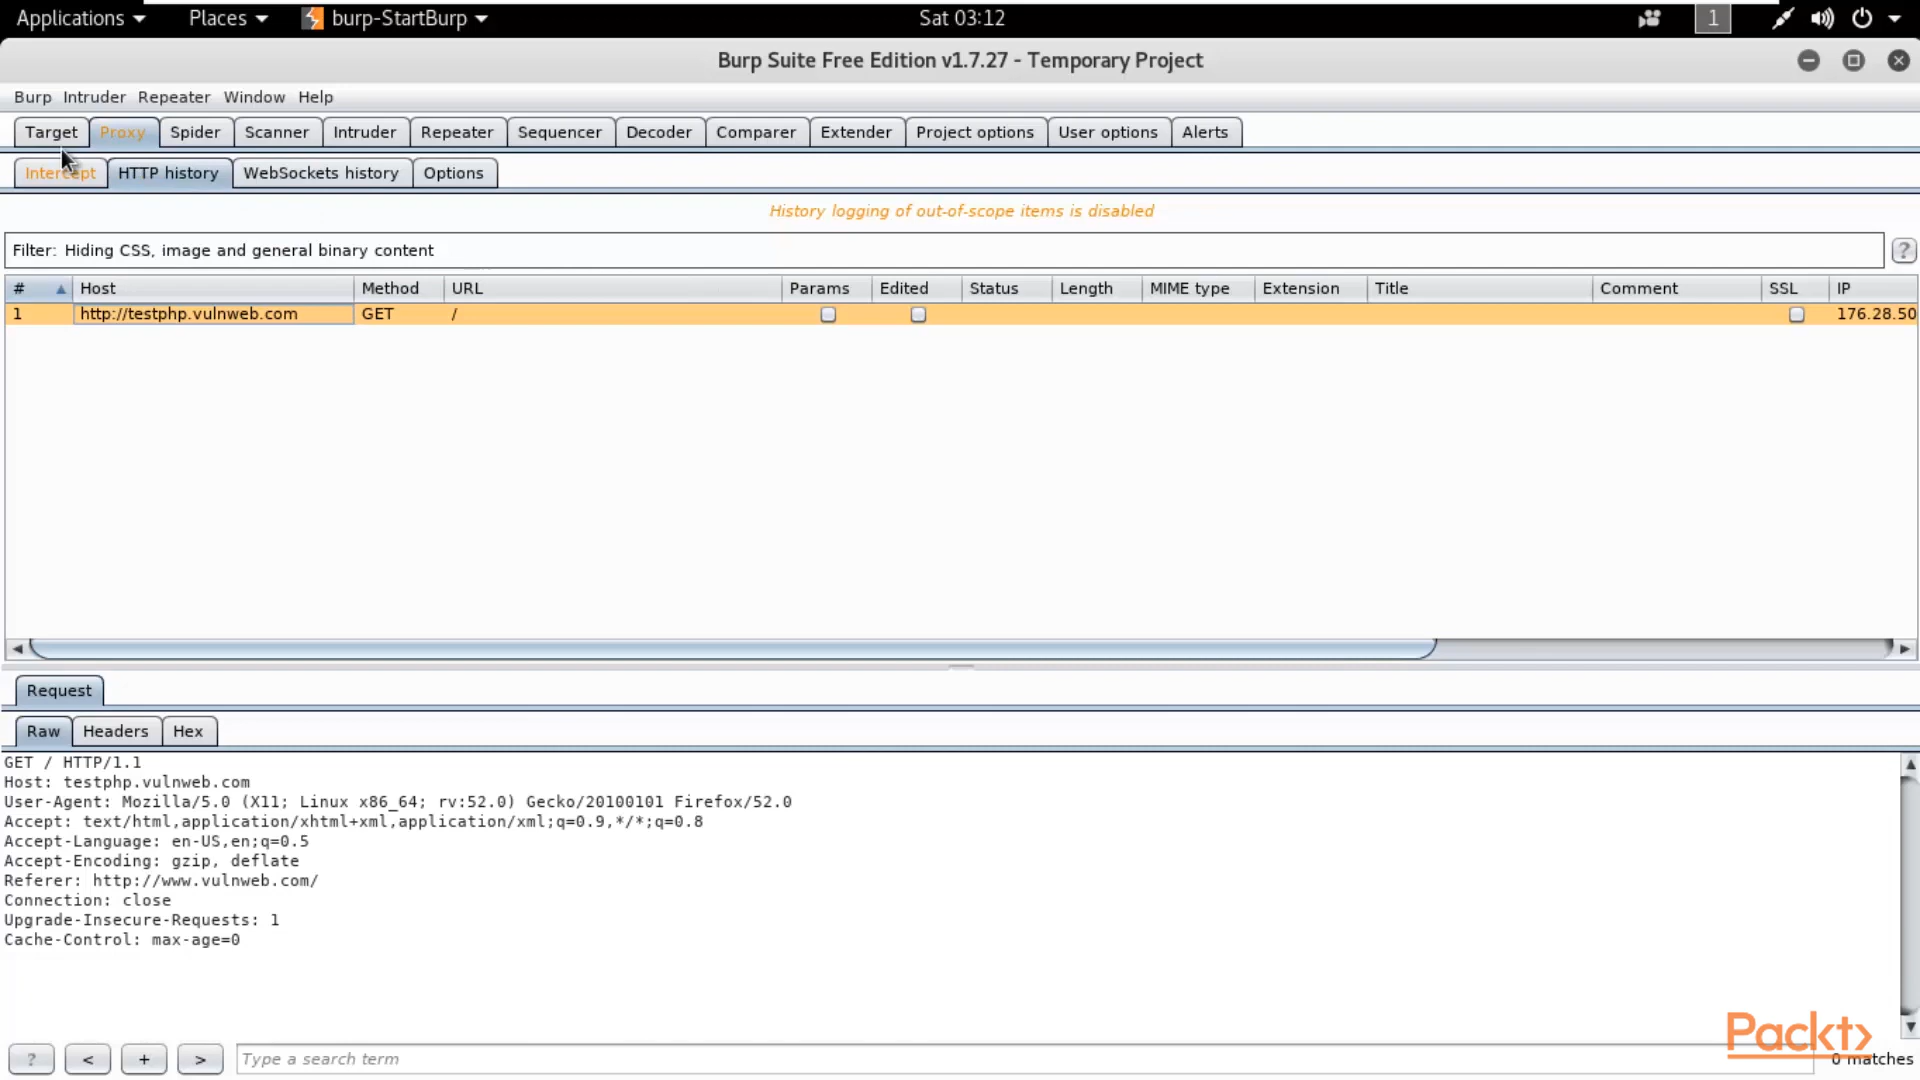 Applications Places burp-StartBurp Sat 03:12 1
Burp Suite Free Edition v1.7.27 - Temporary Project
Burp Intruder Repeater Window Help
Target Proxy Spider Scanner Intruder Repeater Sequencer Decoder Comparer Extender Project options User options Alerts
Intercept HTTP history WebSockets history Options
History logging of out-of-scope items is disabled
Filter: Hiding CSS, image and general binary content ?
# Host Method URL Params Edited Status Length MIME type Extension Title Comment SSL IP
1 http://testphp.vulnweb.com GET / 176.28.50
Request
Raw Headers Hex
GET / HTTP/1.1
Host: testphp.vulnweb.com
User-Agent: Mozilla/5.0 (X11; Linux x86_64; rv:52.0) Gecko/20100101 Firefox/52.0
Accept: text/html,application/xhtml+xml,application/xml;q=0.9,*/*;q=0.8
Accept-Language: en-US,en;q=0.5
Accept-Encoding: gzip, deflate
Referer: http://www.vulnweb.com/
Connection: close
Upgrade-Insecure-Requests: 1
Cache-Control: max-age=0
Packt>
? < + > Type a search term 0 matches